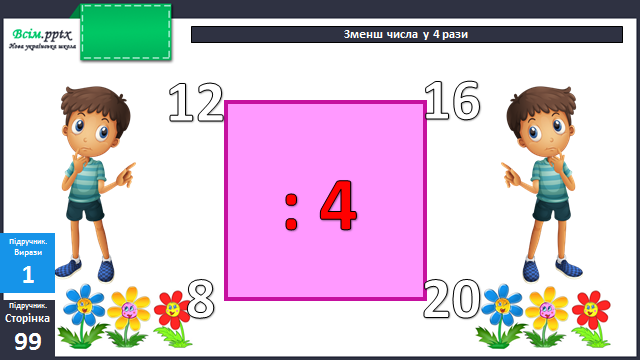 Всім.pptx
Нова українська школа
Зменш числа у 4 рази
12
16
: 4
8
20
Підручник.
Вирази
1
Підручник.
Сторінка
99